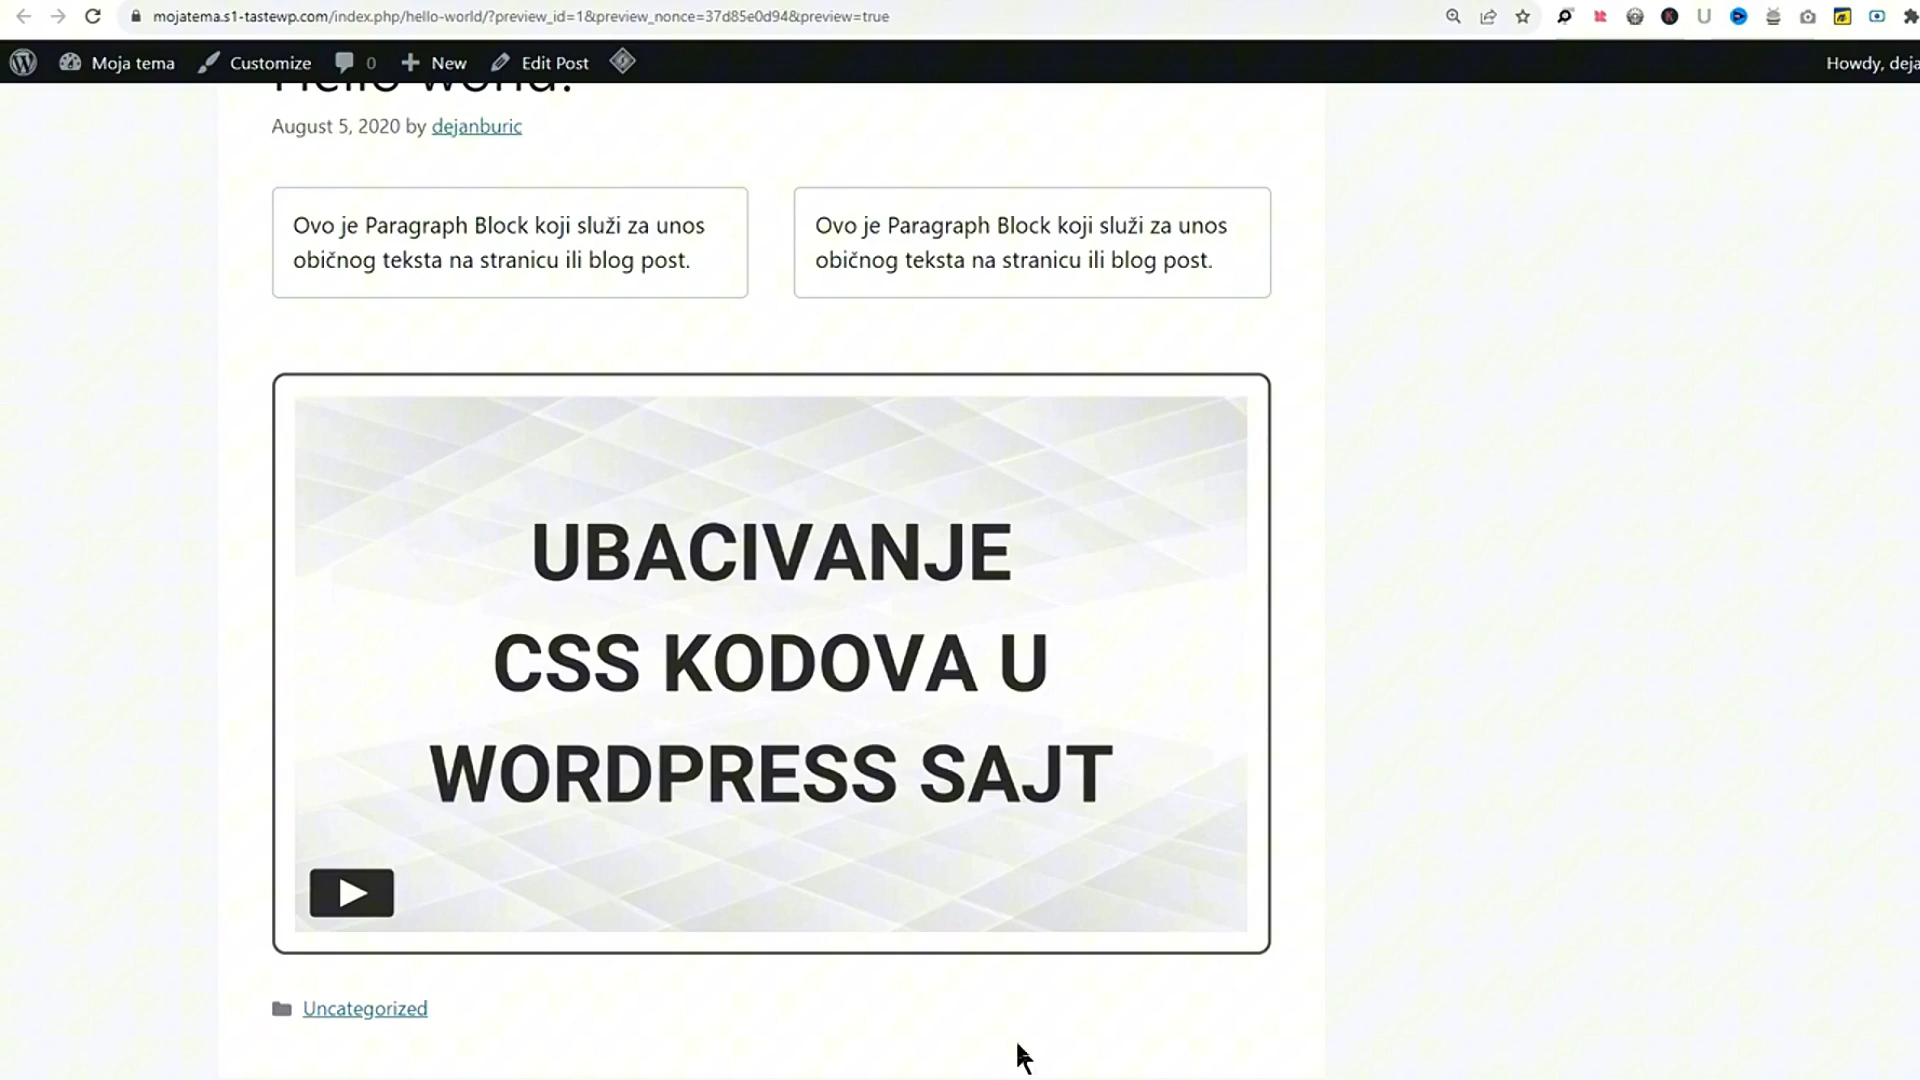 mojatema.s1-tastewp.com/index.php/hello-world/?preview_id=1&preview_nonce=37d85e0d94&preview=true
Moja tema Customize 0 New Edit Post Howdy, deja
Hello world!
August 5, 2020 by dejanburic
Ovo je Paragraph Block koji služi za unos
običnog teksta na stranicu ili blog post.
Ovo je Paragraph Block koji služi za unos
običnog teksta na stranicu ili blog post.
UBACIVANJE
CSS KODOVA U
WORDPRESS SAJT
Uncategorized